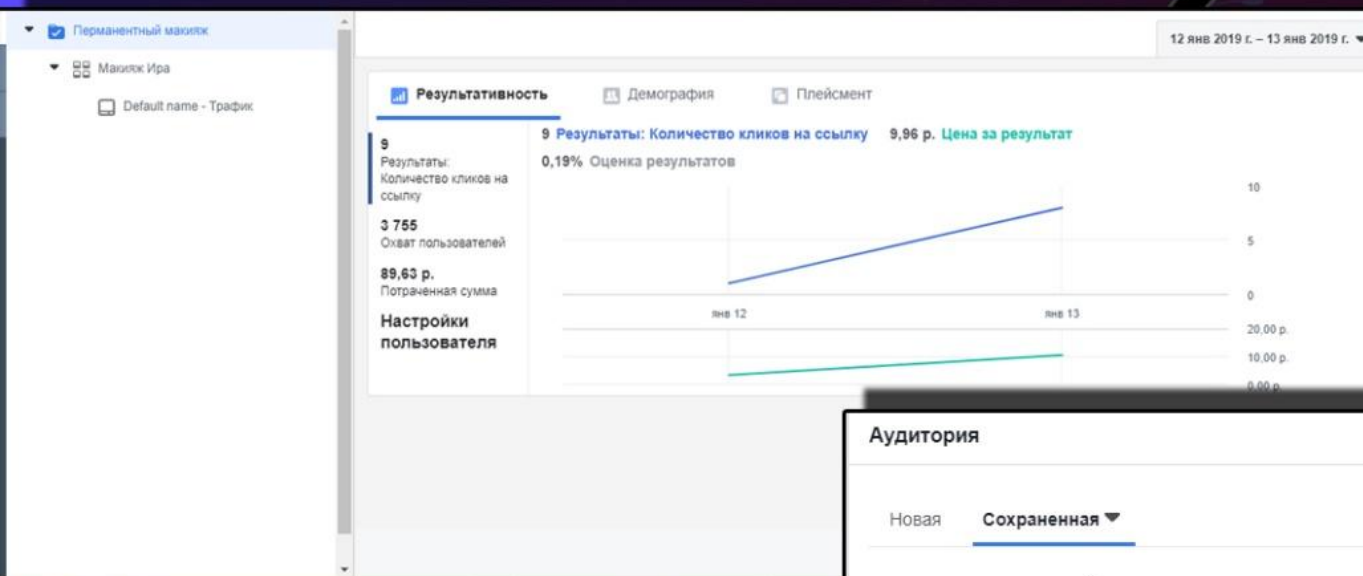 Перманентный макияж
Макияж Ира
Default name - Трафик
12 янв 2019 г. – 13 янв 2019 г.
Результативность
Демография
Плейсмент
9
Результаты:
Количество кликов на
ссылку
3 755
Охват пользователей
89,63 р.
Потраченная сумма
Настройки
пользователя
9 Результаты: Количество кликов на ссылку 9,96 р. Цена за результат
0,19% Оценка результатов
10
5
0
янв 12 янв 13
20,00 р.
10,00 р.
0,00 р.
Аудитория
Новая Сохраненная